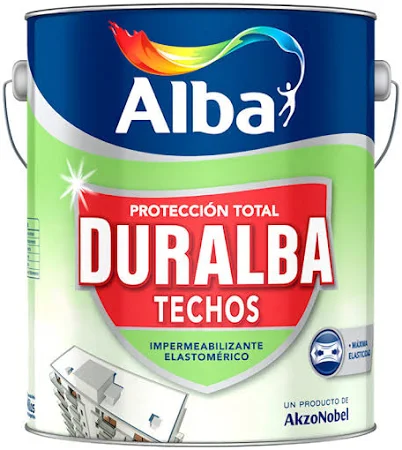 Alba
PROTECCIÓN TOTAL
DURALBA
TECHOS
IMPERMEABILIZANTE
ELASTOMÉRICO
+ MÁXIMA
ELASTICIDAD
UN PRODUCTO DE
AkzoNobel